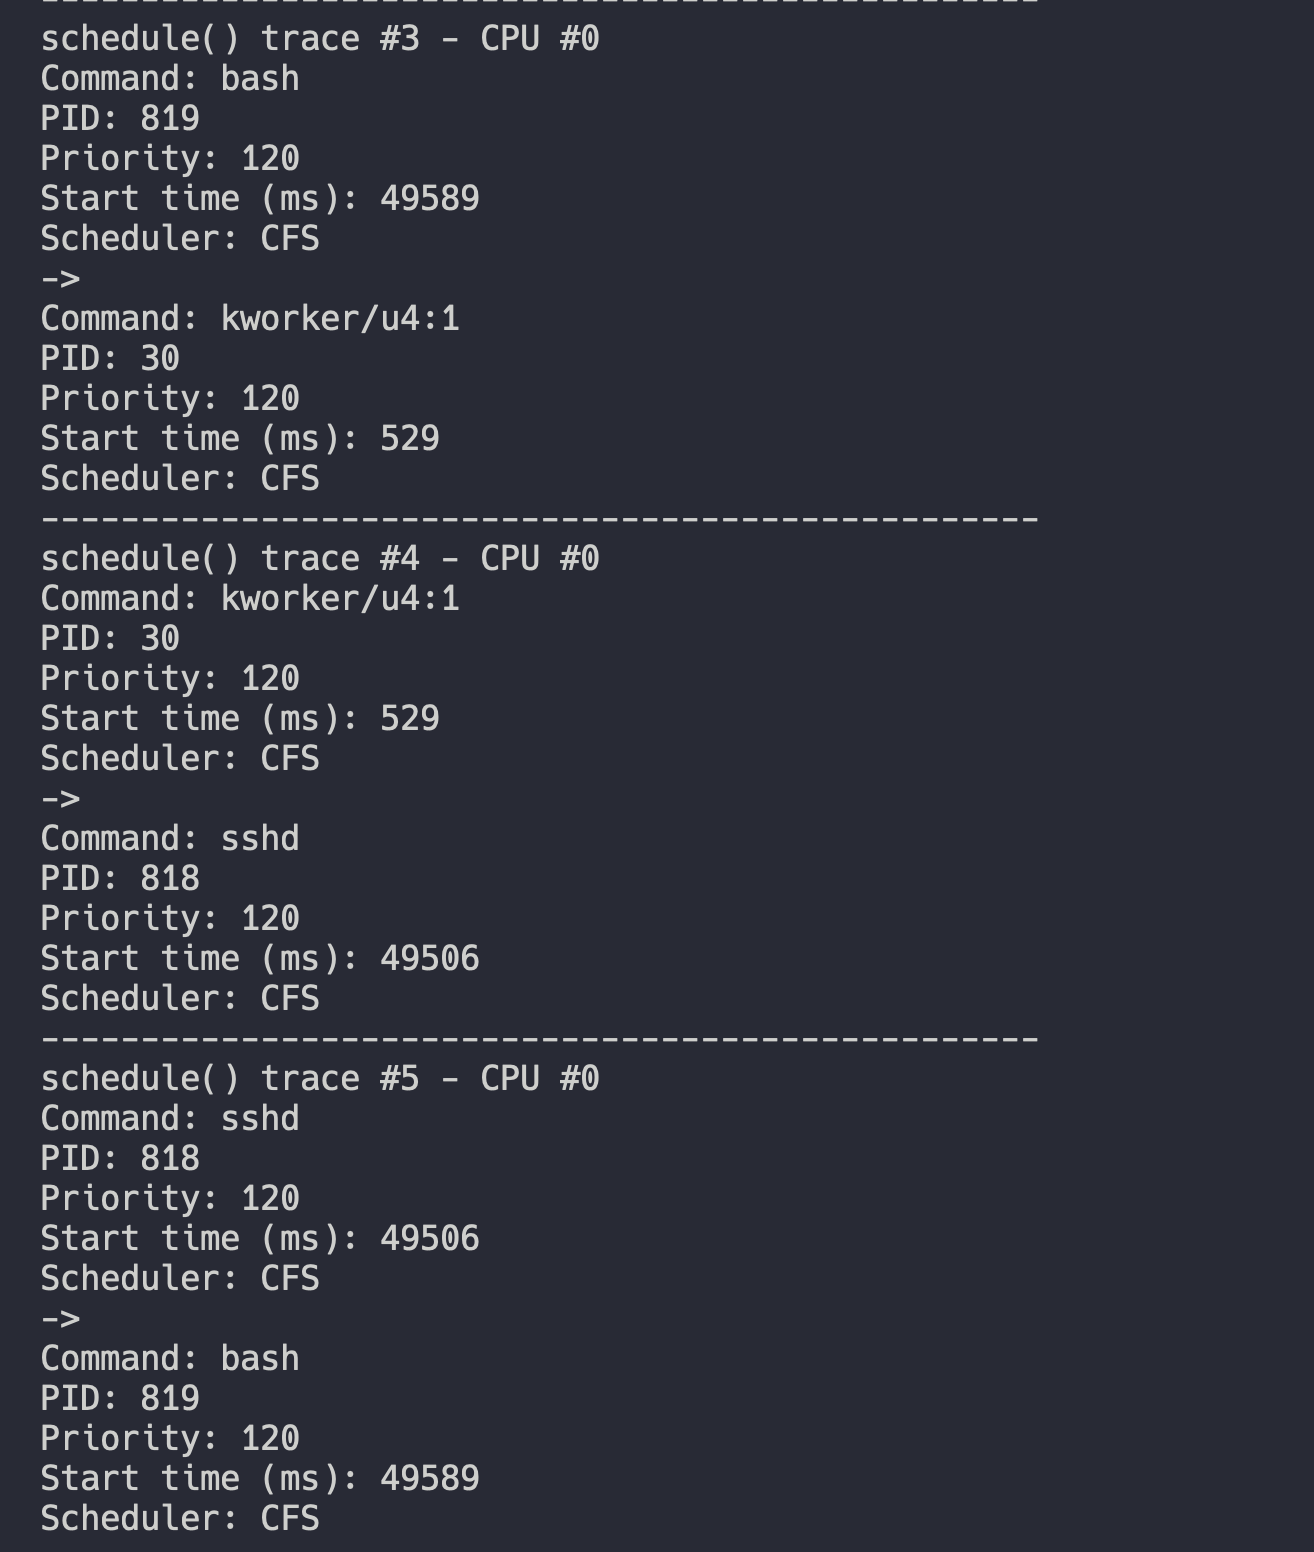 --------------------------------------------------
schedule() trace #3 - CPU #0
Command: bash
PID: 819
Priority: 120
Start time (ms): 49589
Scheduler: CFS
->
Command: kworker/u4:1
PID: 30
Priority: 120
Start time (ms): 529
Scheduler: CFS
--------------------------------------------------
schedule() trace #4 - CPU #0
Command: kworker/u4:1
PID: 30
Priority: 120
Start time (ms): 529
Scheduler: CFS
->
Command: sshd
PID: 818
Priority: 120
Start time (ms): 49506
Scheduler: CFS
--------------------------------------------------
schedule() trace #5 - CPU #0
Command: sshd
PID: 818
Priority: 120
Start time (ms): 49506
Scheduler: CFS
->
Command: bash
PID: 819
Priority: 120
Start time (ms): 49589
Scheduler: CFS